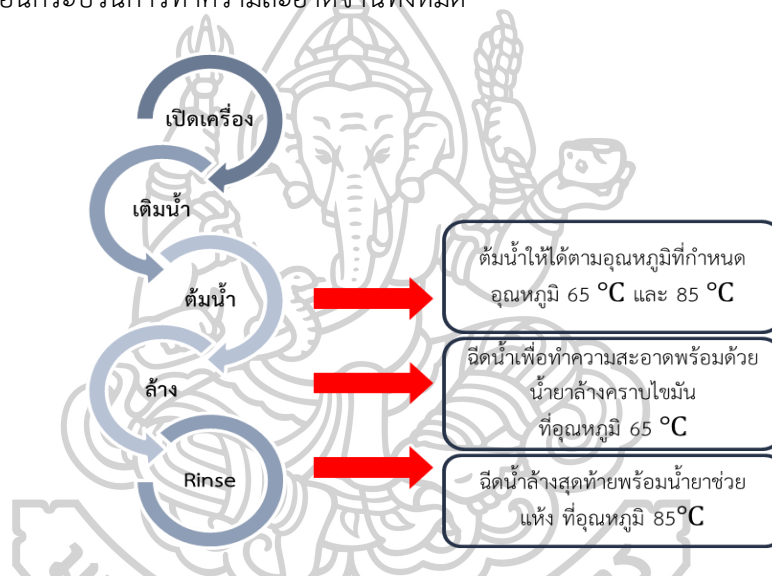 เปิดเครื่อง
เติมน้ำ
ต้มน้ำ
ล้าง
Rinse
ต้มน้ำให้ได้ตามอุณหภูมิที่กำหนด
อุณหภูมิ 65 °C และ 85 °C
ฉีดน้ำเพื่อทำความสะอาดพร้อมด้วย
น้ำยาล้างคราบไขมัน
ที่อุณหภูมิ 65 °C
ฉีดน้ำล้างสุดท้ายพร้อมน้ำยาช่วย
แห้ง ที่อุณหภูมิ 85°C